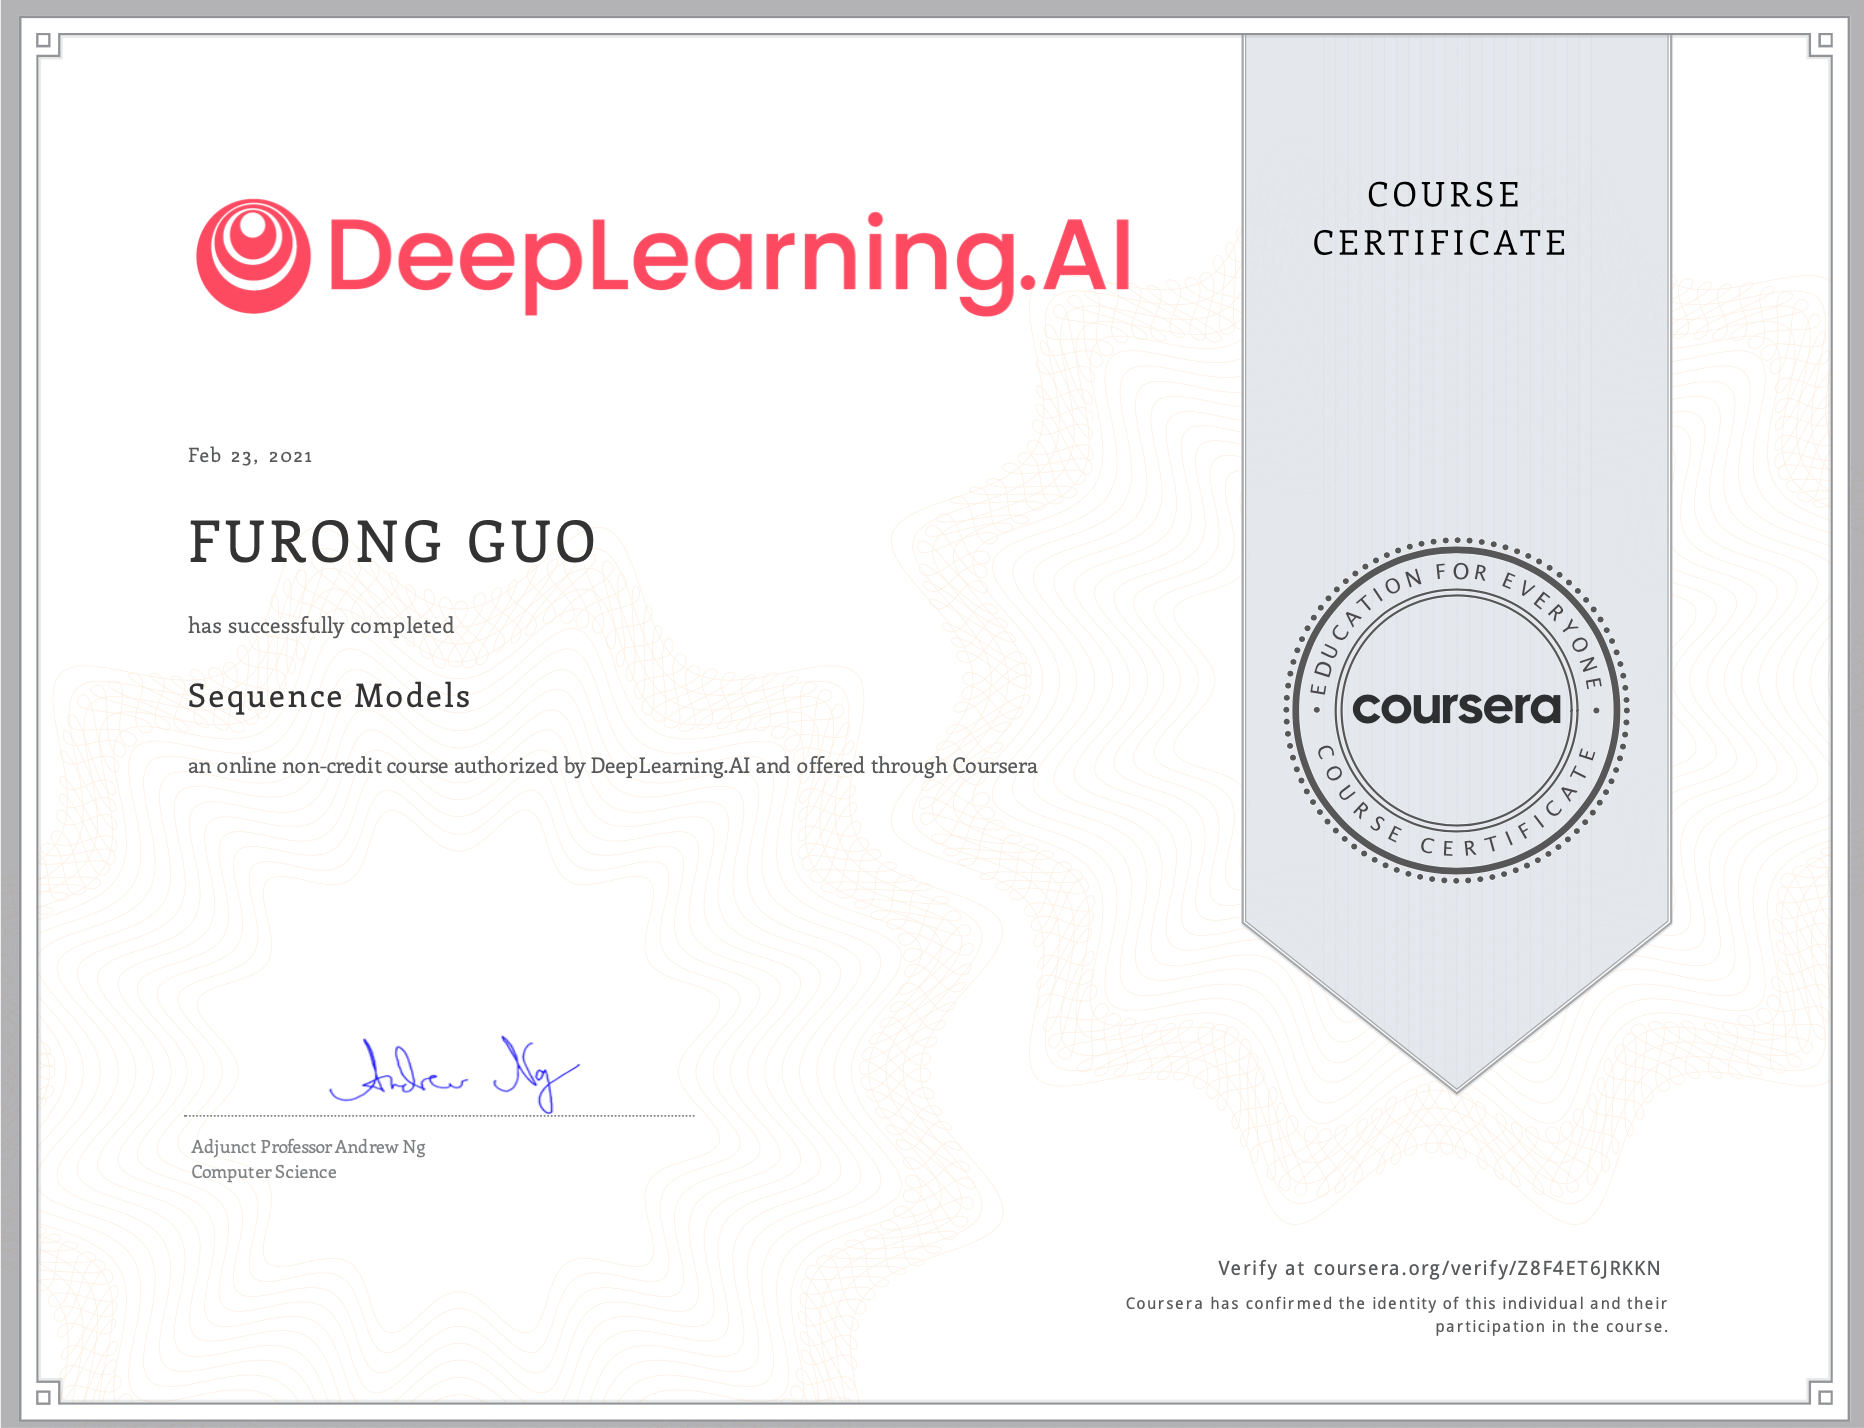 DeepLearning.AI
COURSE
CERTIFICATE
Feb 23, 2021
FURONG GUO
has successfully completed
Sequence Models
an online non-credit course authorized by DeepLearning.AI and offered through Coursera
EDUCATION FOR EVERYONE
coursera
COURSE CERTIFICATE
Andrew Ng
Adjunct Professor Andrew Ng
Computer Science
Verify at coursera.org/verify/Z8F4ET6JRKKN
Coursera has confirmed the identity of this individual and their
participation in the course.